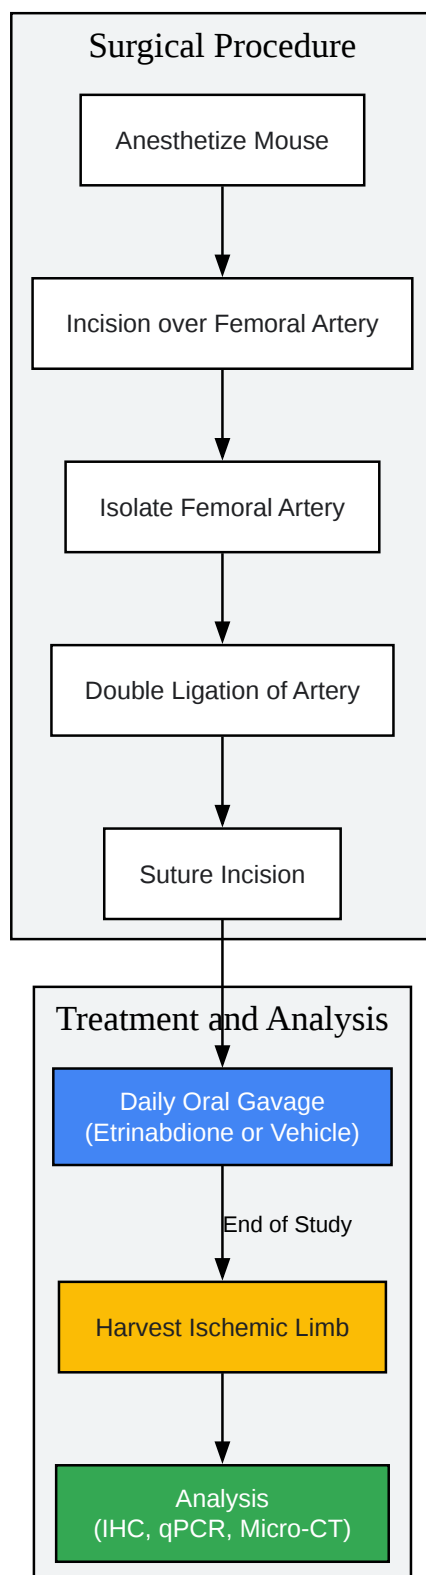 Surgical Procedure
Anesthetize Mouse
Incision over Femoral Artery
Isolate Femoral Artery
Double Ligation of Artery
Suture Incision
Treatment and Analysis
Daily Oral Gavage
(Etrinabdione or Vehicle)
End of Study
Harvest Ischemic Limb
Analysis
(IHC, qPCR, Micro-CT)